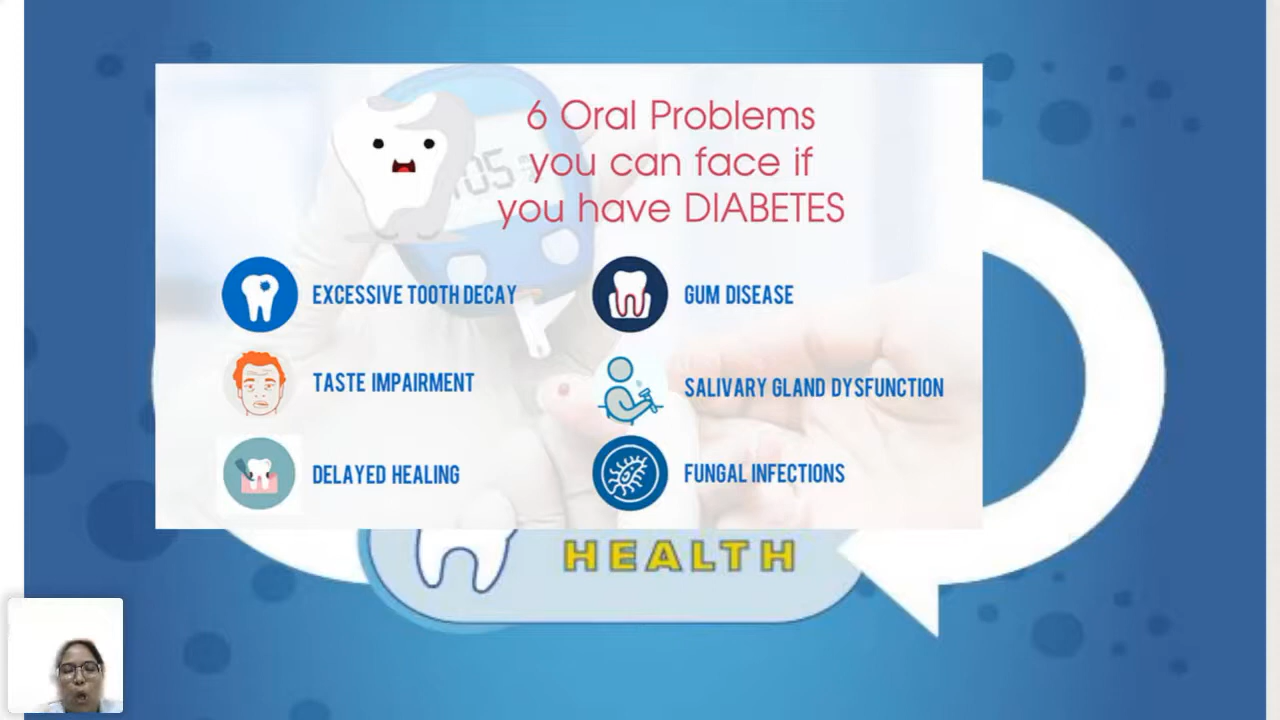 6 Oral Problems
you can face if
you have DIABETES
EXCESSIVE TOOTH DECAY
GUM DISEASE
TASTE IMPAIRMENT
SALIVARY GLAND DYSFUNCTION
DELAYED HEALING
FUNGAL INFECTIONS
HEALTH